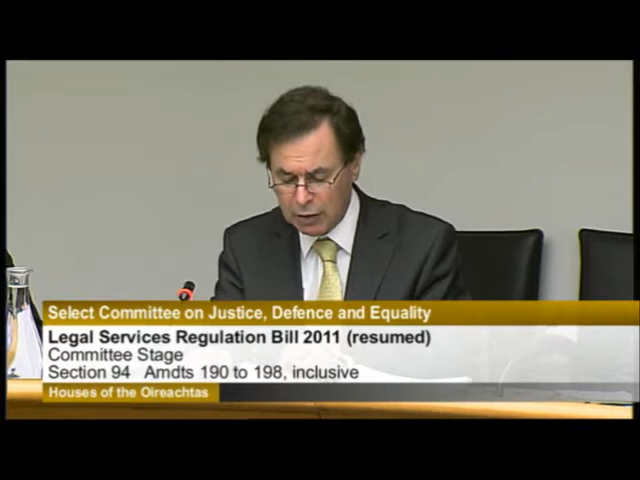 Select Committee on Justice, Defence and Equality
Legal Services Regulation Bill 2011 (resumed)
Committee Stage
Section 94 Amdts 190 to 198, inclusive
Houses of the Oireachtas